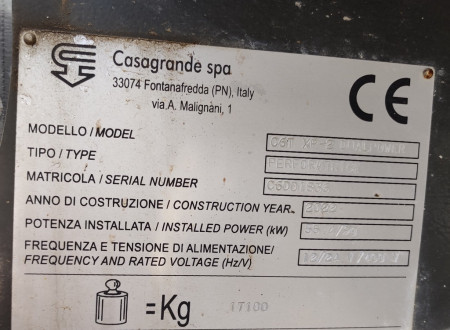 Casagrande spa
33074 Fontanafredda (PN), Italy
via A. Malignani, 1
CE
MODELLO / MODEL
TIPO / TYPE
MATRICOLA / SERIAL NUMBER
ANNO DI COSTRUZIONE / CONSTRUCTION YEAR
POTENZA INSTALLATA / INSTALLED POWER (kW)
FREQUENZA E TENSIONE DI ALIMENTAZIONE/
FREQUENCY AND RATED VOLTAGE (Hz/V)
=Kg 17100